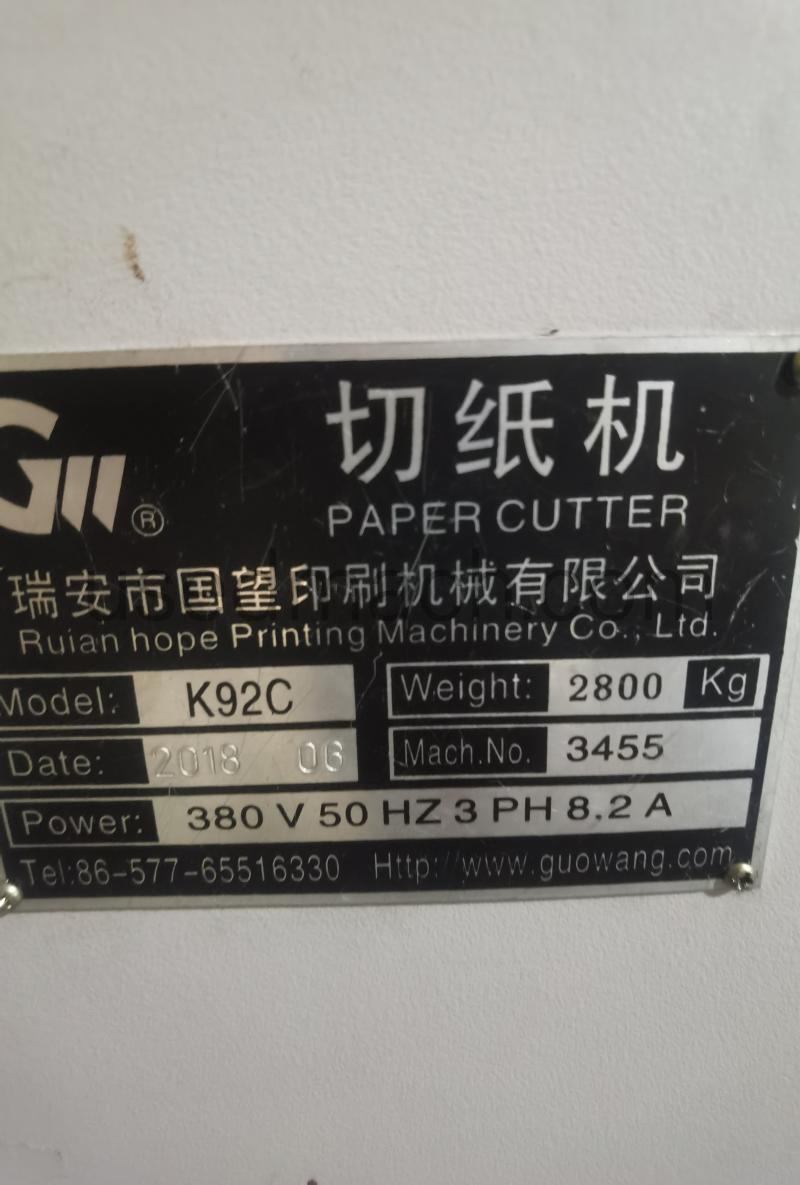 GW ®
切纸机
PAPER CUTTER
瑞安市国望印刷机械有限公司
Ruian hope Printing Machinery Co., Ltd.
Model: K92C Weight: 2800 Kg
Date: 2018 06 Mach.No. 3455
Power: 380 V 50 HZ 3 PH 8.2 A
Tel:86-577-65516330 Http://www.guowang.com